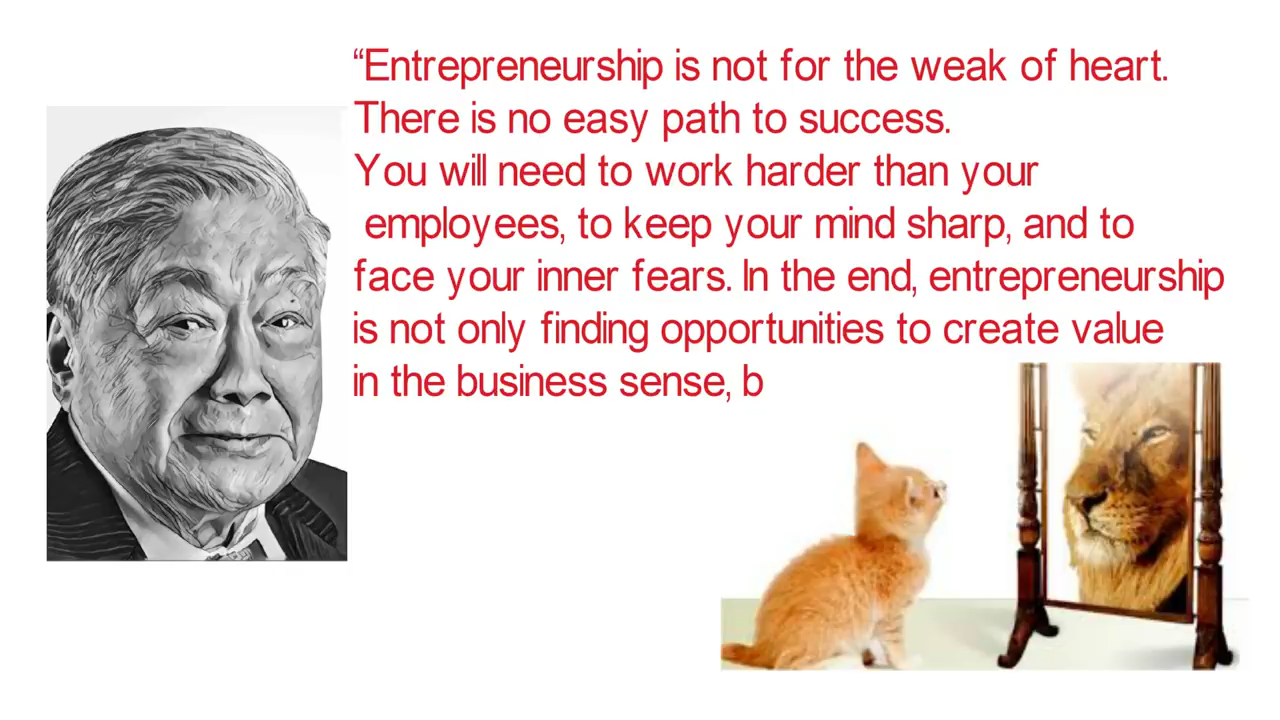 “Entrepreneurship is not for the weak of heart.
There is no easy path to success.
You will need to work harder than your
employees, to keep your mind sharp, and to
face your inner fears. In the end, entrepreneurship
is not only finding opportunities to create value
in the business sense, b